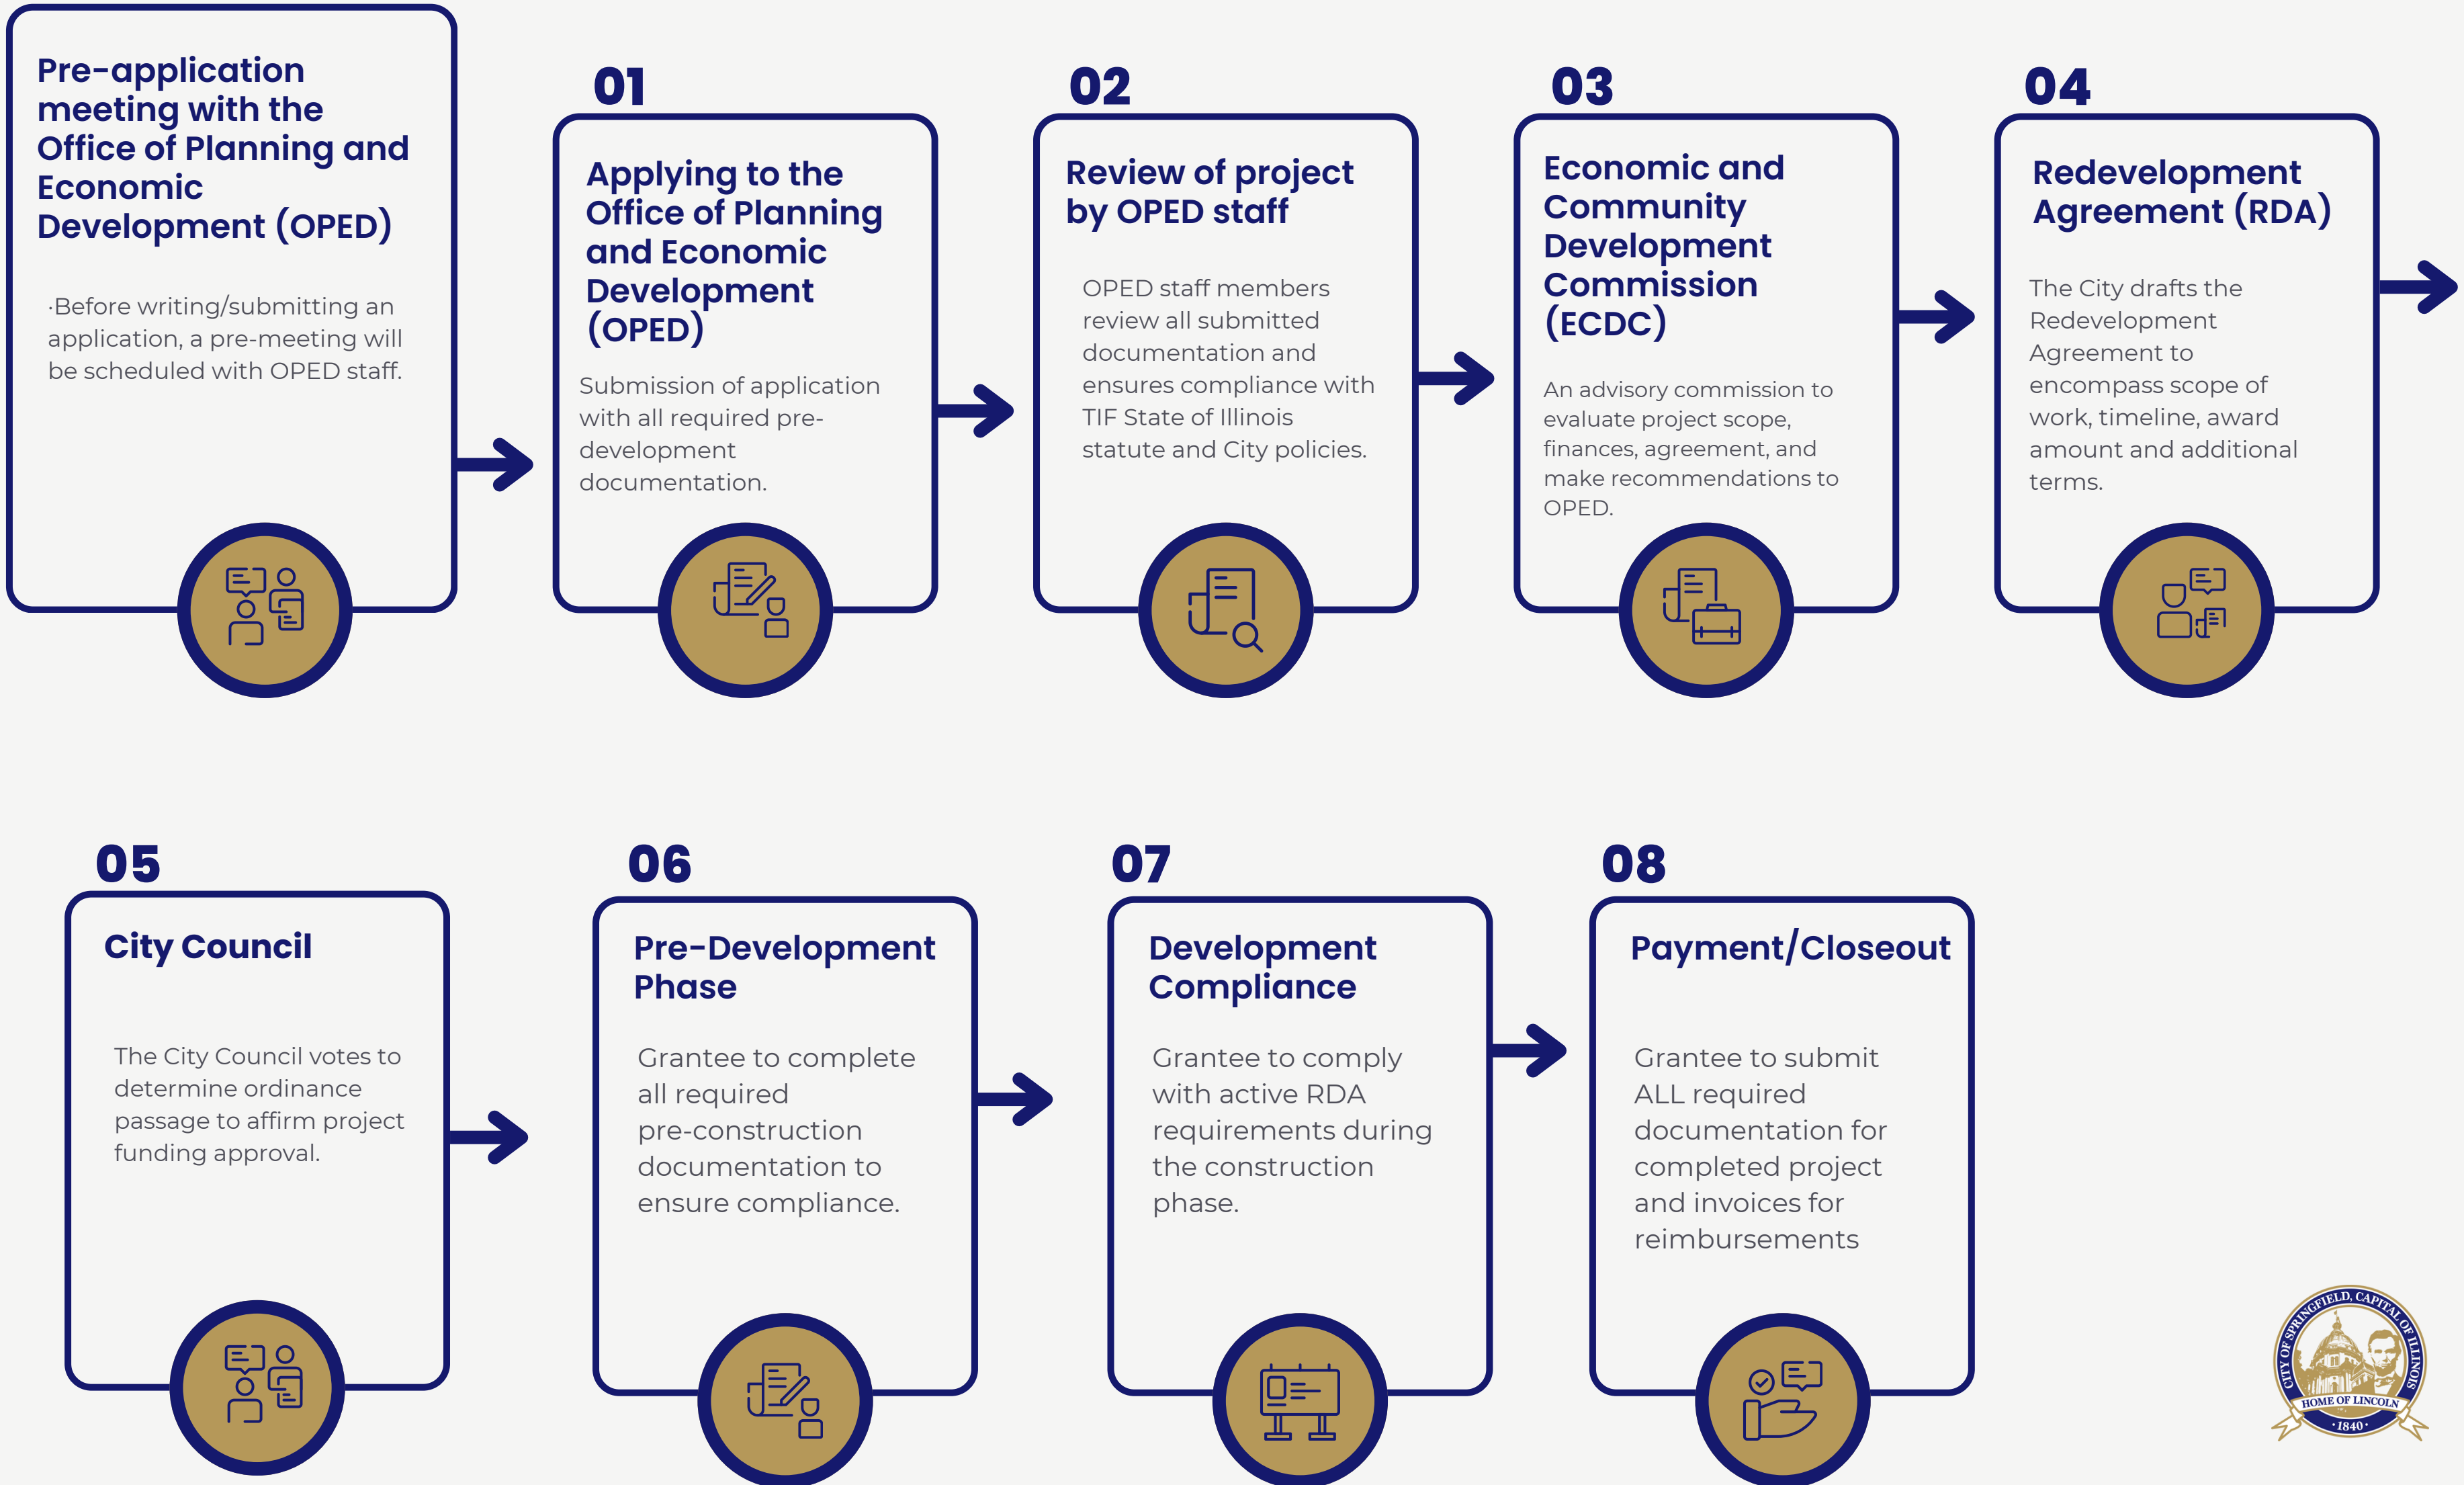 Pre-application
meeting with the
Office of Planning and
Economic
Development (OPED)
·Before writing/submitting an
application, a pre-meeting will
be scheduled with OPED staff.
01
Applying to the
Office of Planning
and Economic
Development
(OPED)
Submission of application
with all required pre-
development
documentation.
02
Review of project
by OPED staff
OPED staff members
review all submitted
documentation and
ensures compliance with
TIF State of Illinois
statute and City policies.
03
Economic and
Community
Development
Commission
(ECDC)
An advisory commission to
evaluate project scope,
finances, agreement, and
make recommendations to
OPED.
04
Redevelopment
Agreement (RDA)
The City drafts the
Redevelopment
Agreement to
encompass scope of
work, timeline, award
amount and additional
terms.
05
City Council
The City Council votes to
determine ordinance
passage to affirm project
funding approval.
06
Pre-Development
Phase
Grantee to complete
all required
pre-construction
documentation to
ensure compliance.
07
Development
Compliance
Grantee to comply
with active RDA
requirements during
the construction
phase.
08
Payment/Closeout
Grantee to submit
ALL required
documentation for
completed project
and invoices for
reimbursements
CITY OF SPRINGFIELD, CAPITAL OF ILLINOIS
HOME OF LINCOLN
·1840·